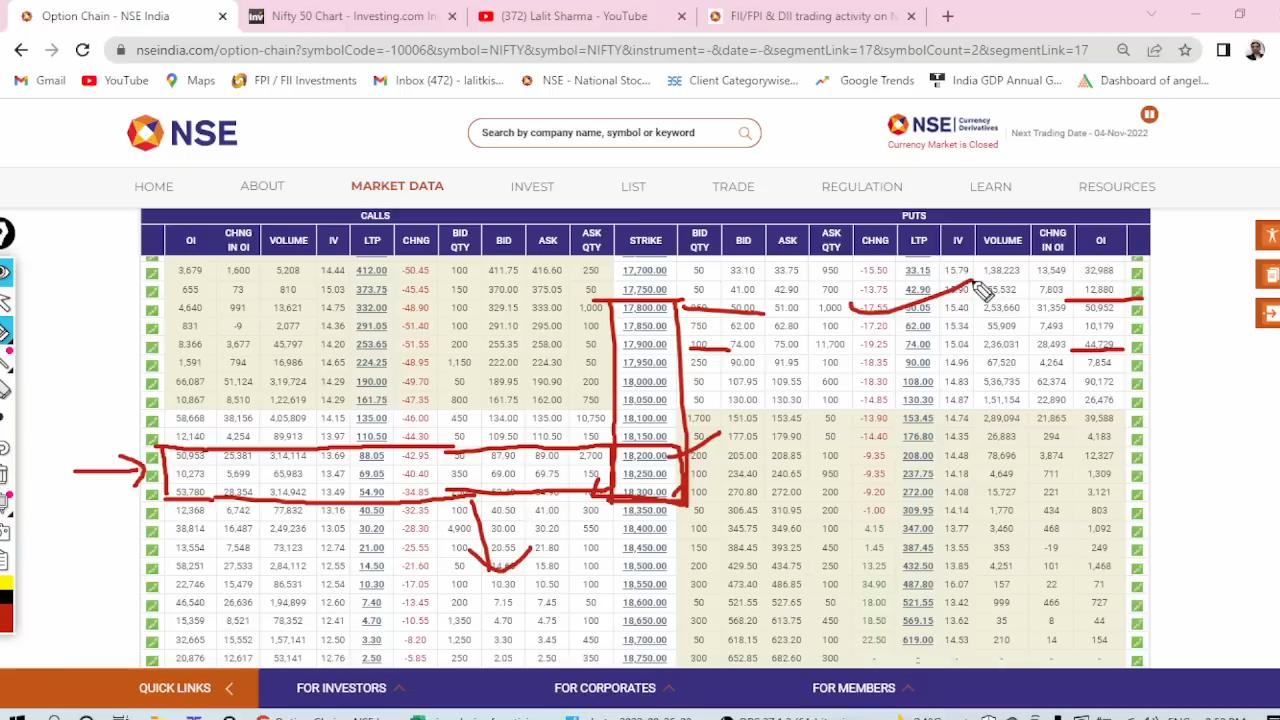 Option Chain - NSE India
Nifty 50 Chart - Investing.com In
(372) Lalit Sharma - YouTube
FII/FPI & DII trading activity on N
nseindia.com/option-chain?symbolCode=-10006&symbol=NIFTY&symbol=NIFTY&instrument=-&date=-&segmentLink=17&symbolCount=2&segmentLink=17
Gmail YouTube Maps FPI / FII Investments Inbox (472) - lalitkis... NSE - National Stoc... Client Categorywise... Google Trends India GDP Annual G... Dashboard of angel...
NSE
Search by company name, symbol or keyword
NSE Currency Derivatives
Currency Market is Closed
Next Trading Date - 04-Nov-2022
HOME ABOUT MARKET DATA INVEST LIST TRADE REGULATION LEARN RESOURCES
CALLS PUTS
OI CHNG IN OI VOLUME IV LTP CHNG BID QTY BID ASK ASK QTY STRIKE BID QTY BID ASK ASK QTY CHNG LTP IV VOLUME CHNG IN OI OI
3,679 1,600 5,208 14.44 412.00 -50.45 100 411.75 416.60 250 17,700.00 50 33.10 33.75 950 -15.50 33.15 15.79 1,38,223 13,549 32,988
655 73 810 15.03 373.75 -45.45 150 370.00 375.05 50 17,750.00 50 41.00 42.90 700 -13.75 42.90 7,803 12,880
4,640 991 13,621 14.75 332.00 -48.90 100 329.15 333.00 1,000 17,800.00 50.00 51.00 1,000 -17.55 50.05 15.40 2,53,660 31,359 50,952
831 -9 2,077 14.36 291.05 -51.40 100 291.10 295.00 100 17,850.00 750 62.00 62.80 100 -17.20 62.00 15.34 55,909 7,493 10,179
8,366 3,677 45,797 14.20 253.65 -51.55 200 255.35 258.00 50 17,900.00 100 74.00 75.00 11,700 -19.25 74.00 15.04 2,36,031 28,493 44,729
1,591 794 16,986 14.65 224.25 -48.95 1,150 222.00 224.30 50 17,950.00 250 90.00 91.95 100 -18.35 90.00 14.96 67,520 4,264 7,854
66,087 51,124 3,19,724 14.29 190.00 -49.70 50 189.95 190.90 200 18,000.00 50 107.95 109.55 600 -18.30 108.00 14.83 5,36,735 62,374 90,172
10,867 8,510 1,22,619 14.29 161.75 -47.35 800 161.75 162.00 750 18,050.00 50 130.00 130.30 100 -14.85 130.30 14.87 1,51,154 22,890 26,476
58,668 38,156 4,05,809 14.15 135.00 -46.00 450 134.00 135.00 10,750 18,100.00 1,700 151.05 153.45 50 -13.90 153.45 14.74 2,89,094 21,865 39,588
12,140 4,254 89,913 13.97 110.50 -44.30 50 109.50 110.50 150 18,150.00 50 177.05 179.90 50 -14.40 176.80 14.35 26,883 294 4,183
50,953 25,381 3,14,114 13.69 88.05 -42.95 50 87.90 89.00 2,700 18,200.00 200 205.00 208.85 100 -9.35 208.00 14.48 78,696 3,874 12,327
10,273 5,699 65,983 13.47 69.05 -40.40 350 69.00 69.75 150 18,250.00 100 234.40 240.65 950 -9.35 237.75 14.18 4,649 711 1,309
53,780 28,354 3,14,942 13.49 54.90 -34.85 18,300.00 100 270.80 272.00 200 -9.20 272.00 14.08 15,727 221 3,121
12,368 6,742 77,832 13.16 40.50 -32.35 100 40.50 41.00 300 18,350.00 50 306.45 310.95 200 -1.00 309.95 14.14 1,770 434 803
38,814 16,487 2,49,236 13.05 30.20 -28.30 4,900 30.00 30.20 550 18,400.00 100 345.75 349.60 100 4.15 347.00 13.77 3,460 468 1,092
13,554 7,548 73,123 12.74 21.00 -25.55 100 20.55 21.80 100 18,450.00 150 384.45 393.25 450 1.45 387.45 13.55 353 -19 249
58,251 27,533 2,84,112 12.55 14.50 -21.60 50 15.80 100 18,500.00 200 429.50 434.75 250 13.25 432.50 13.85 4,251 101 1,468
22,746 15,479 86,531 12.54 10.30 -17.05 100 10.30 10.50 100 18,550.00 300 473.40 486.85 100 34.90 487.80 16.07 157 22 71
46,540 26,636 1,94,899 12.60 7.40 -13.45 200 7.15 7.45 50 18,600.00 50 521.55 527.65 50 18.00 521.55 13.42 999 466 727
15,359 8,521 78,352 12.41 4.70 -10.55 1,350 4.70 4.75 100 18,650.00 300 568.20 613.75 450 18.50 569.15 13.62 35 8 44
32,665 15,552 1,57,141 12.50 3.30 -8.20 1,250 3.30 3.45 450 18,700.00 50 618.15 623.20 100 22.50 619.00 14.53 210 14 154
20,876 12,617 53,141 12.76 2.50 -5.85 250 2.05 2.50 350 18,750.00 300 652.85 682.60 300 - - - - - -
QUICK LINKS FOR INVESTORS FOR CORPORATES FOR MEMBERS